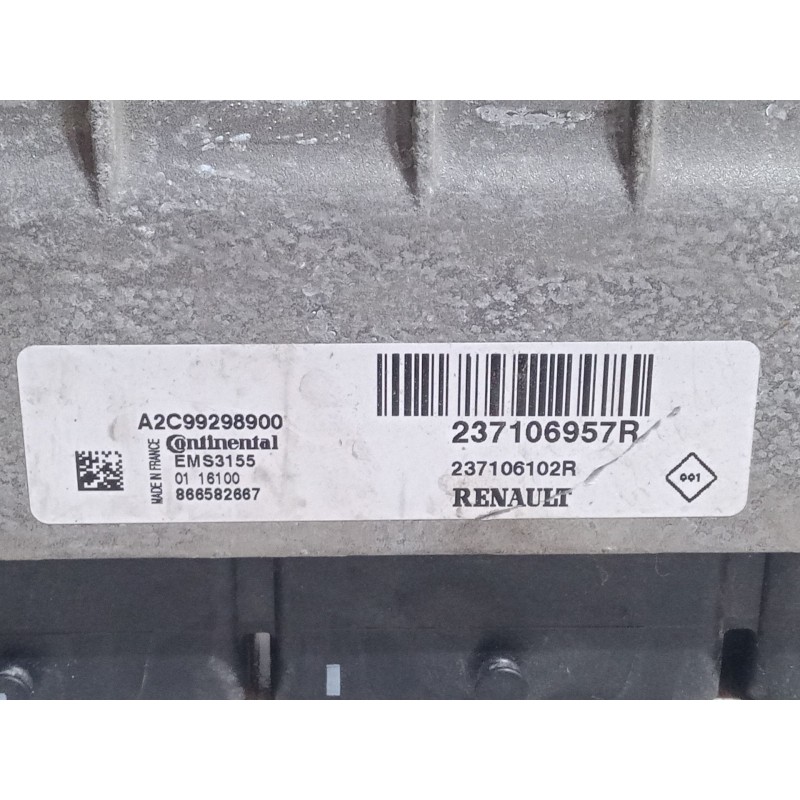 A2C99298900
MADE IN FRANCE
Continental
EMS3155
01 16100
866582667
237106957R
237106102R
RENAULT
001